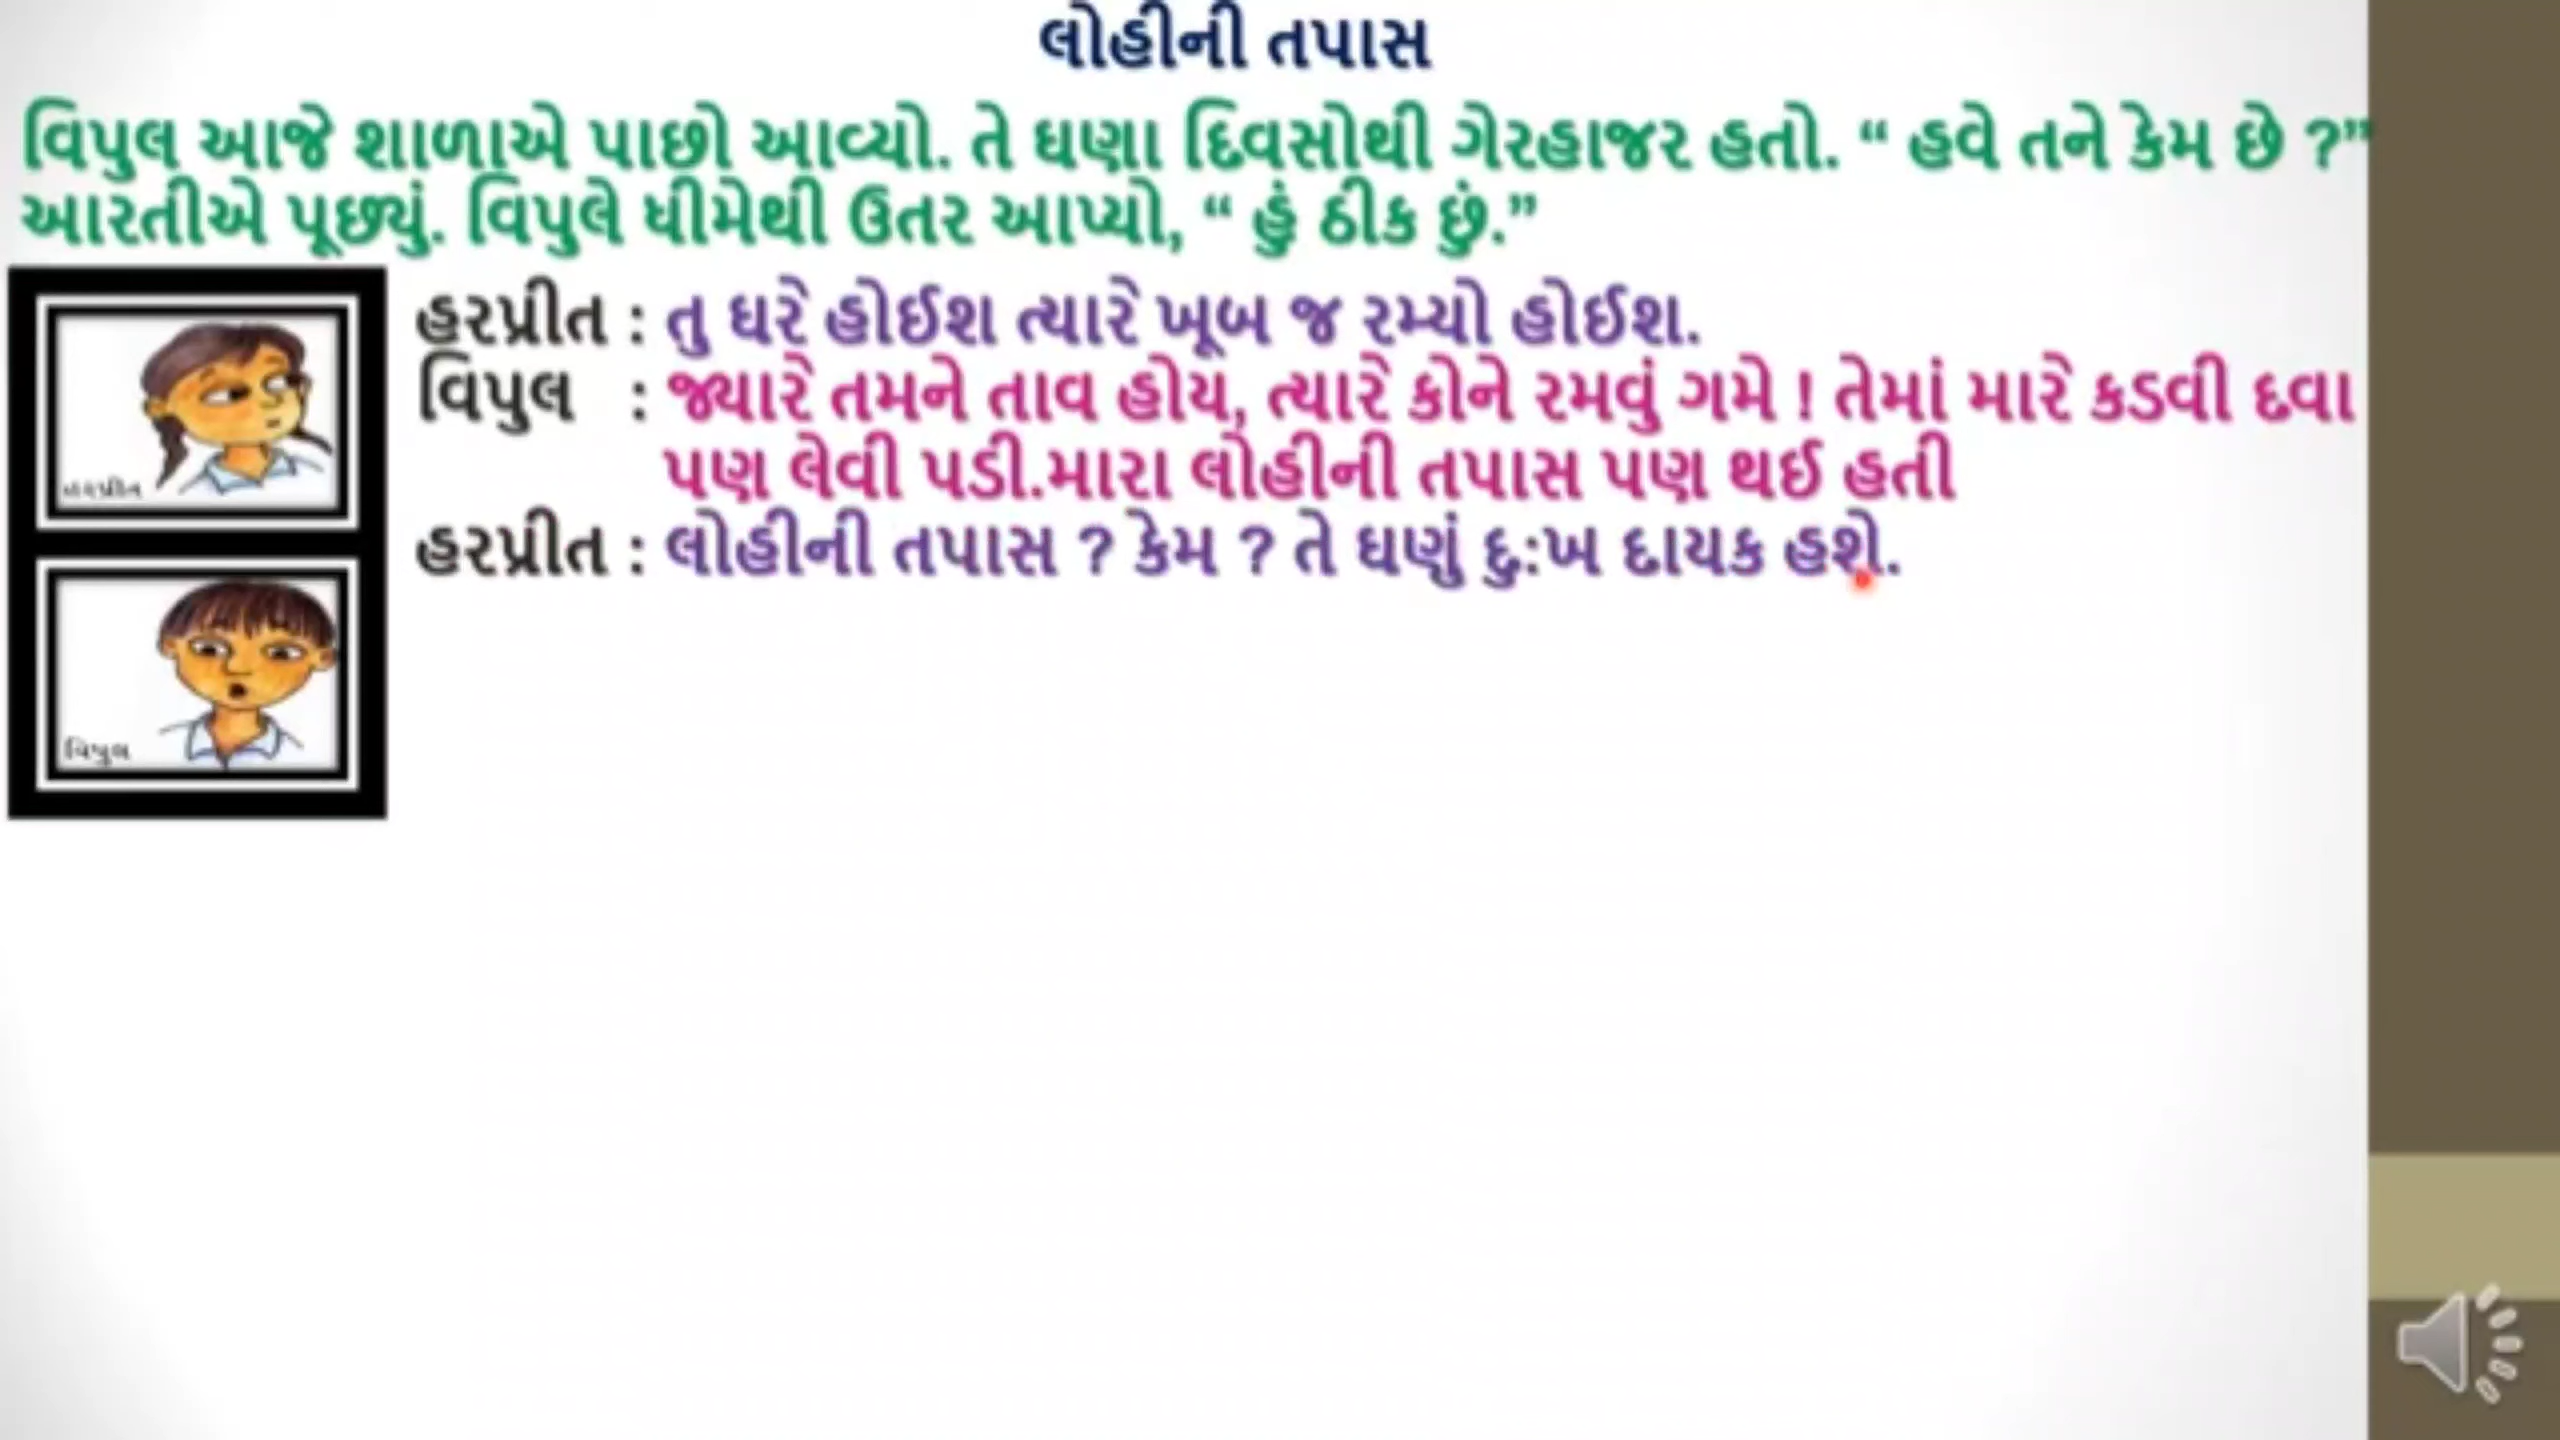 લોહીની તપાસ
વિપુલ આજે શાળાએ પાછો આવ્યો. તે ઘણા દિવસોથી ગેરહાજર હતો. “ હવે તને કેમ છે ?”
આરતીએ પૂછ્યું. વિપુલે ધીમેથી ઉતર આપ્યો, “ હું ઠીક છું.”
હરપ્રીત : તુ ઘરે હોઈશ ત્યારે ખૂબ જ રમ્યો હોઈશ.
વિપુલ : જ્યારે તમને તાવ હોય, ત્યારે કોને રમવું ગમે ! તેમાં મારે કડવી દવા
પણ લેવી પડી.મારા લોહીની તપાસ પણ થઈ હતી
હરપ્રીત : લોહીની તપાસ ? કેમ ? તે ઘણું દુ:ખ દાયક હશે.
હરપ્રીત
વિપુલ